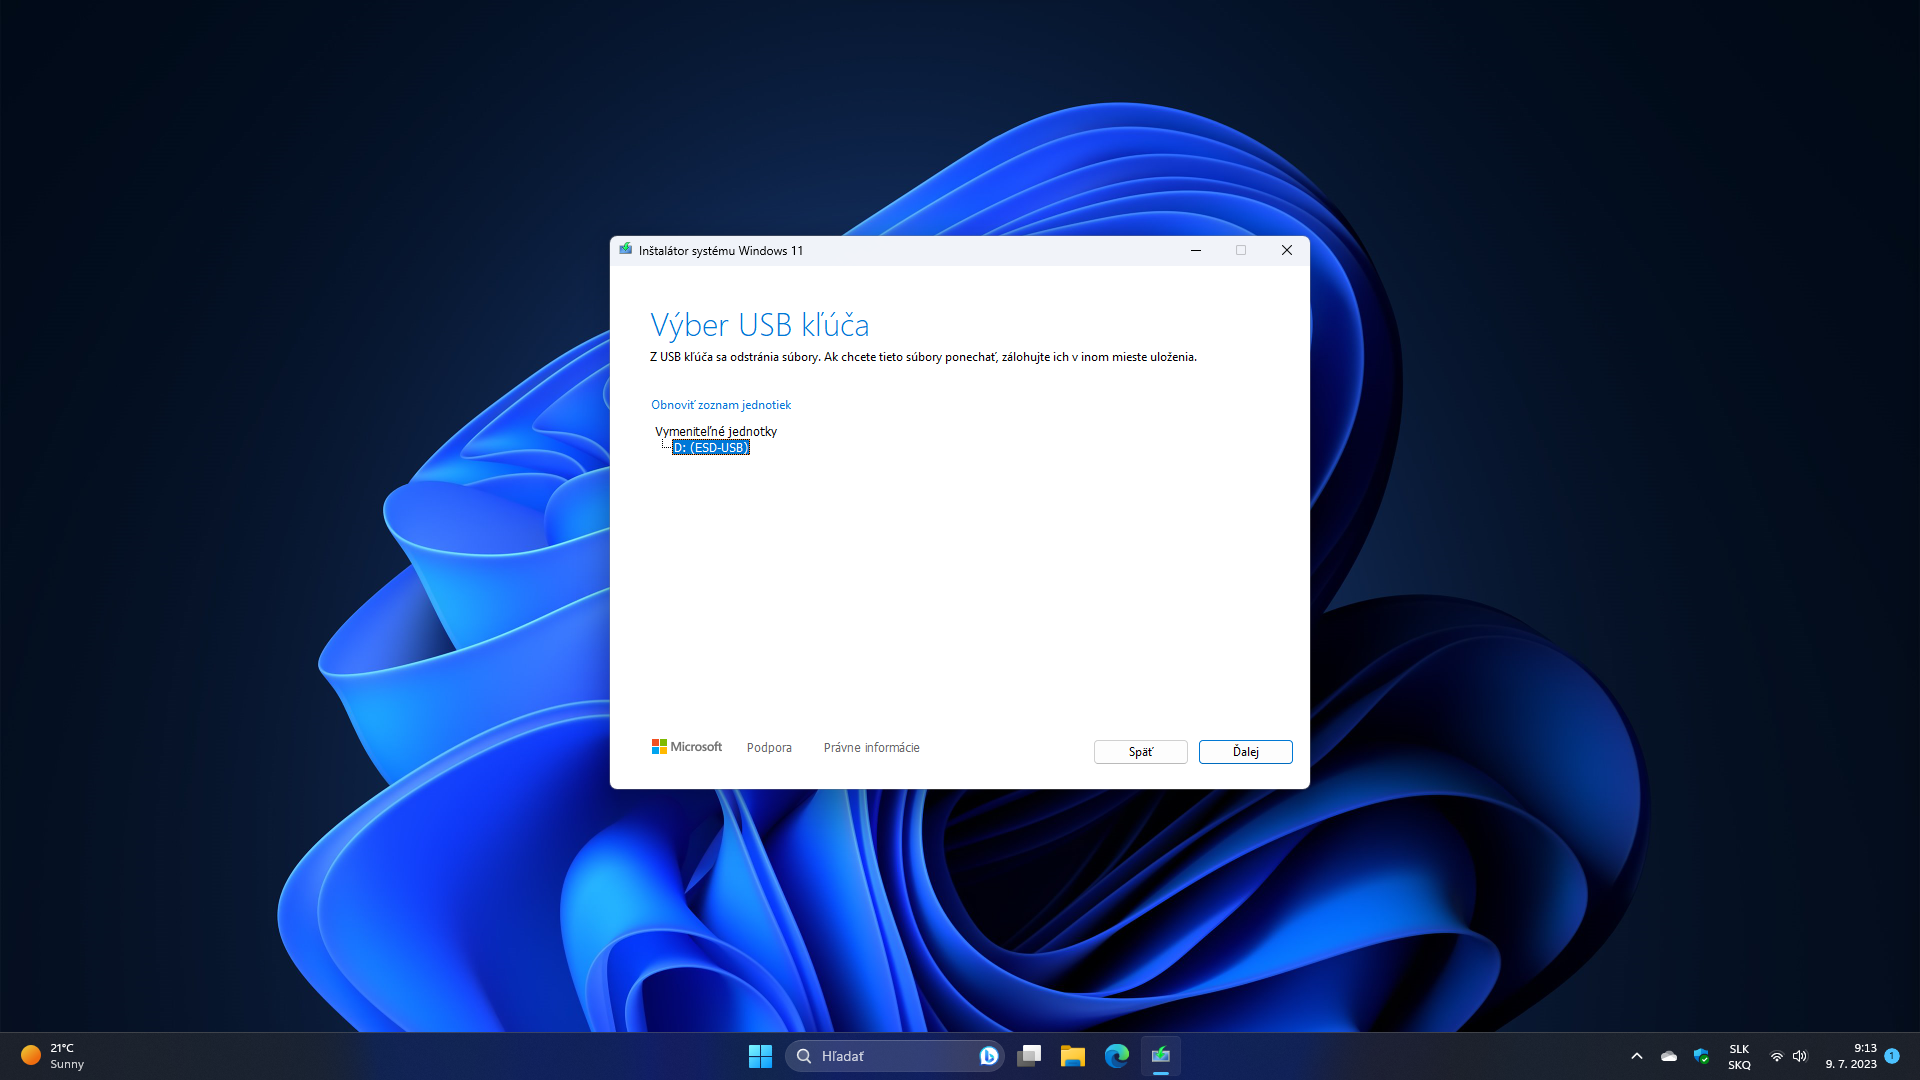 Inštalátor systému Windows 11
Výber USB kľúča
Z USB kľúča sa odstránia súbory. Ak chcete tieto súbory ponechať, zálohujte ich v inom mieste uloženia.
Obnoviť zoznam jednotiek
Vymeniteľné jednotky
D: (ESD-USB)
Microsoft Podpora Právne informácie Späť Ďalej
21°C
Sunny
Hľadať
SLK
SKQ
9:13
9. 7. 2023
1